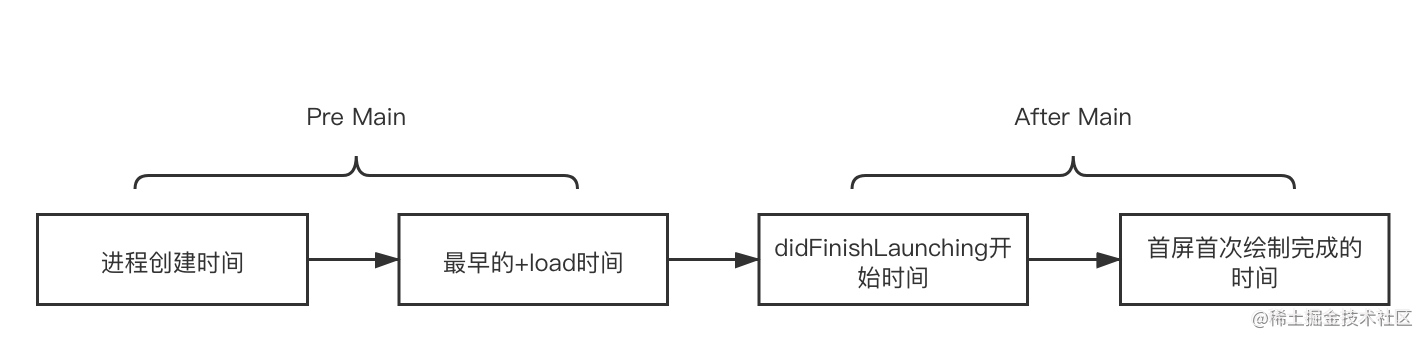 Pre Main
After Main
进程创建时间
最早的+load时间
didFinishLaunching开
始时间
首屏首次绘制完成的
时间
@稀土掘金技术社区